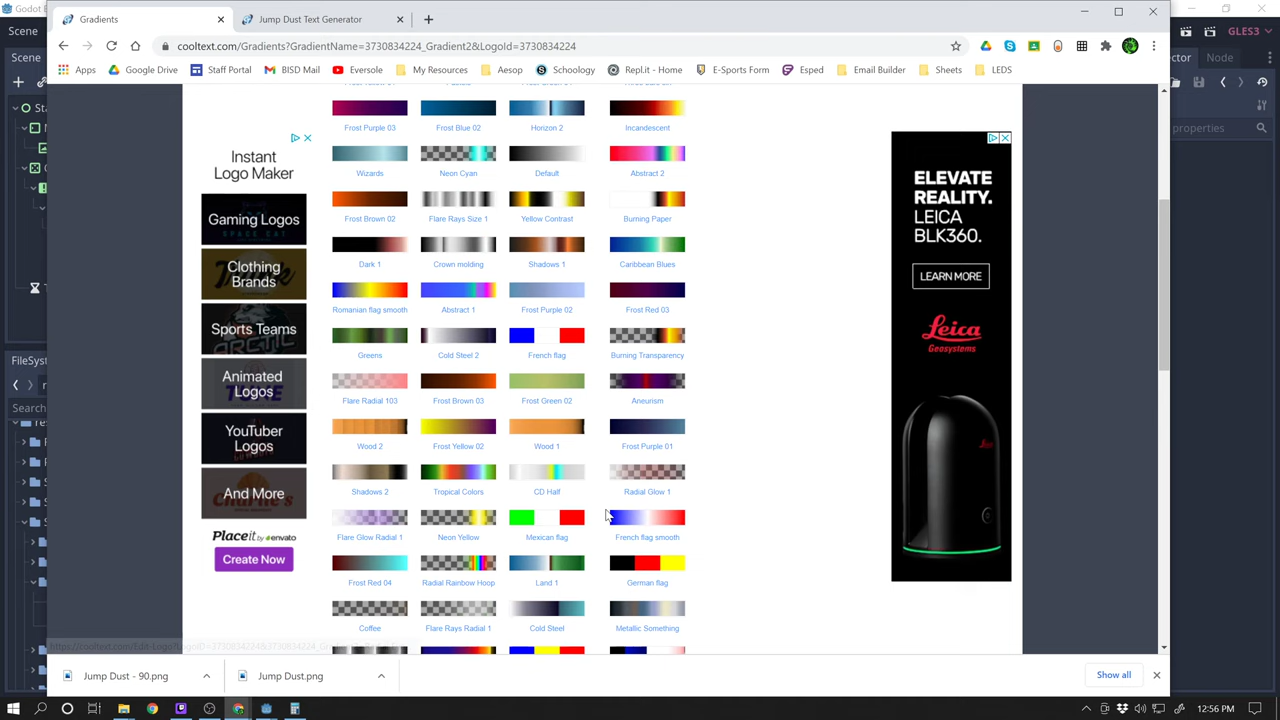 Godot E
Gradients
Jump Dust Text Generator
cooltext.com/Gradients?GradientName=3730834224_Gradient2&LogoId=3730834224
Apps
Google Drive
Staff Portal
BISD Mail
Eversole
My Resources
Aesop
Schoology
Repl.it - Home
E-Sports Form
Esped
Email Builder
Sheets
LEDS
Scene
GLES3
Node
properties
FileSys
Search
Frost Purple 03
Frost Blue 02
Horizon 2
Incandescent
Wizards
Neon Cyan
Default
Abstract 2
Frost Brown 02
Flare Rays Size 1
Yellow Contrast
Burning Paper
Dark 1
Crown molding
Shadows 1
Caribbean Blues
Romanian flag smooth
Abstract 1
Frost Purple 02
Frost Red 03
Greens
Cold Steel 2
French flag
Burning Transparency
Flare Radial 103
Frost Brown 03
Frost Green 02
Aneurism
Wood 2
Frost Yellow 02
Wood 1
Frost Purple 01
Shadows 2
Tropical Colors
CD Half
Radial Glow 1
Flare Glow Radial 1
Neon Yellow
Mexican flag
French flag smooth
Frost Red 04
Radial Rainbow Hoop
Land 1
German flag
Coffee
Flare Rays Radial 1
Cold Steel
Metallic Something
Instant
Logo Maker
Gaming Logos
Clothing
Brands
Sports Teams
Animated
Logos
YouTuber
Logos
And More
Placeit by envato
Create Now
ELEVATE
REALITY.
LEICA
BLK360.
LEARN MORE
Leica
Geosystems
Jump Dust - 90.png
Jump Dust.png
Show all
12:56 PM